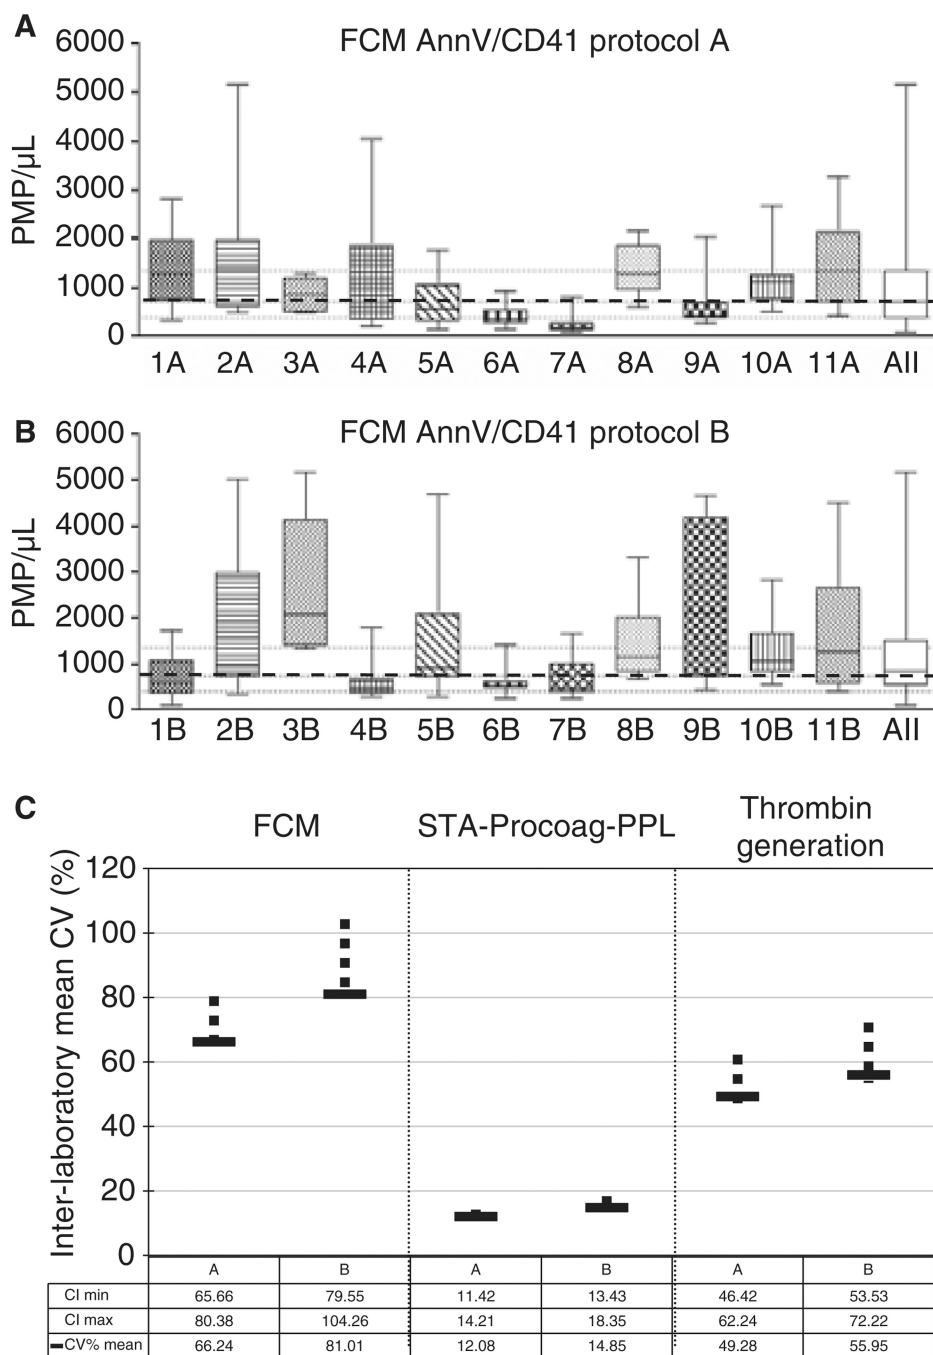 A
FCM AnnV/CD41 protocol A
PMP/µL
6000
5000
4000
3000
2000
1000
0
1A 2A 3A 4A 5A 6A 7A 8A 9A 10A 11A All
B
FCM AnnV/CD41 protocol B
PMP/µL
6000
5000
4000
3000
2000
1000
0
1B 2B 3B 4B 5B 6B 7B 8B 9B 10B 11B All
C
FCM STA-Procoag-PPL Thrombin
generation
Inter-laboratory mean CV (%)
120
100
80
60
40
20
0
A B A B A B
CI min 65.66 79.55 11.42 13.43 46.42 53.53
CI max 80.38 104.26 14.21 18.35 62.24 72.22
CV% mean 66.24 81.01 12.08 14.85 49.28 55.95